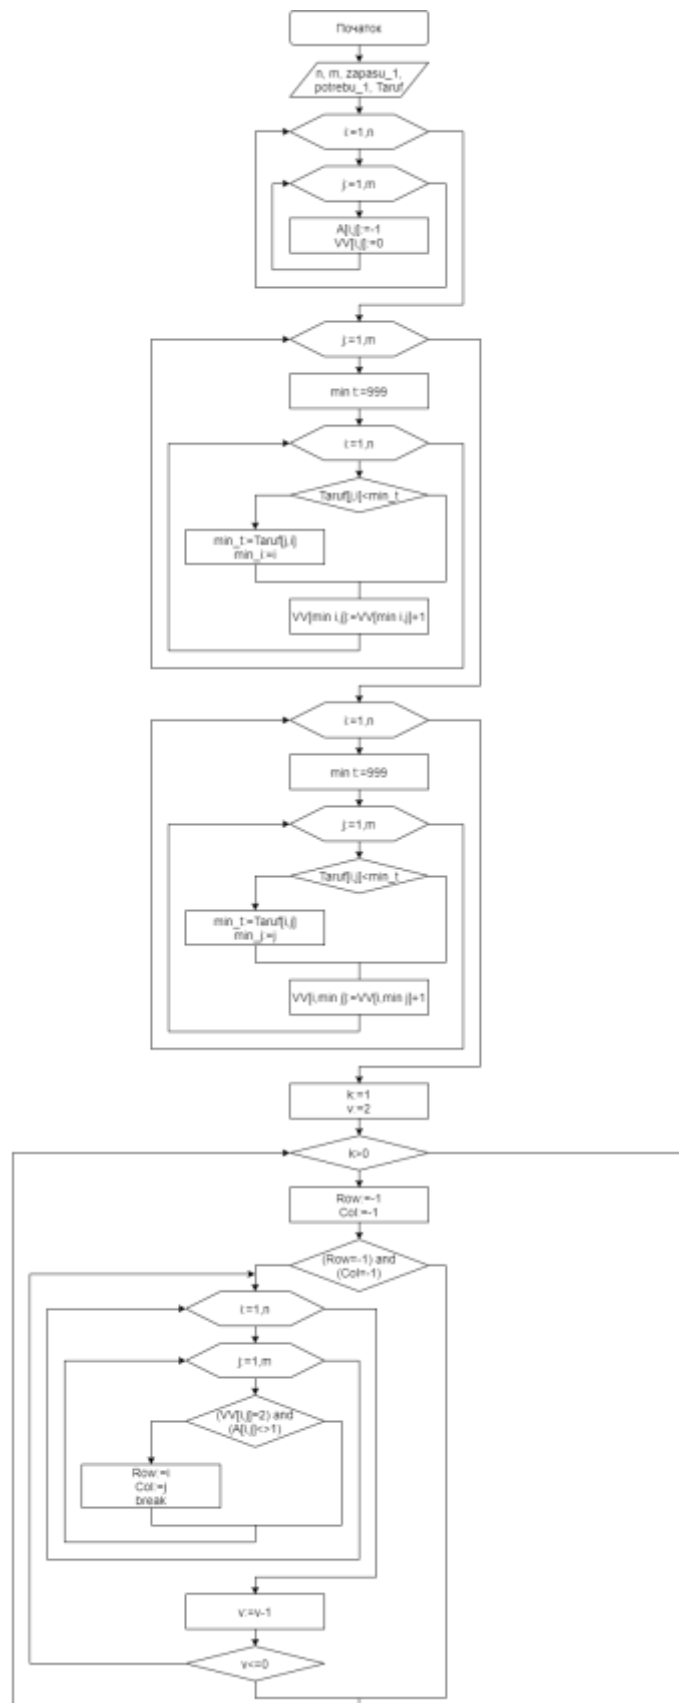 Початок
n, m, zapasu_1,
potrebu_1, Taruf
i:=1,n
j:=1,m
A[i,j]:=-1
VV[i,j]:=0
j:=1,m
min t:=999
i:=1,n
Taruf[j,i]<min_t
min_t:=Taruf[j,i]
min_i:=i
VV[min i,j]:=VV[min i,j]+1
i:=1,n
min t:=999
j:=1,m
Taruf[i,j]<min_t
min_t:=Taruf[i,j]
min_j:=j
VV[i,min j]:=VV[i,min j]+1
k:=1
v:=2
k>0
Row:=-1
Col:=-1
(Row=-1) and
(Col=-1)
i:=1,n
j:=1,m
(VV[i,j]=2) and
(A[i,j]<>1)
Row:=i
Col:=j
break
v:=v-1
v<=0